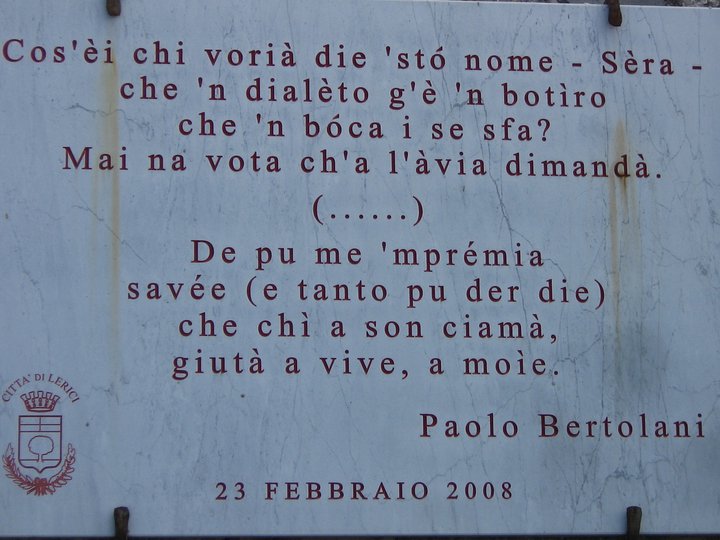 Cos'èi chi vorià die 'stó nome - Sèra -
che 'n dialèto g'è 'n botìro
che 'n bóca i se sfa?
Mai na vota ch'a l'àvia dimandà.
(......)
De pu me 'mprémia
savée (e tanto pu der die)
che chì a son ciamà,
giutà a vive, a moìe.
Paolo Bertolani
CITTA' DI LERICI
23 FEBBRAIO 2008